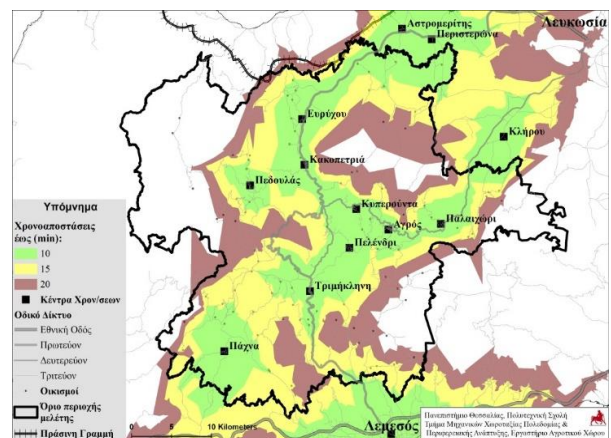 Αστρομερίτης
Λευκωσία
Περιστερώνα
Ευρύχου
Κλήρου
Κακοπετριά
Πεδουλάς
Κυπερούντα
Αγρός
Παλαιχώρι
Πελένδρι
Τριμήκληνη
Πάχνα
Λεμεσός
Υπόμνημα
Χρονοαποστάσεις
έως (min):
10
15
20
Κέντρα Χρον/σεων
Οδικό Δίκτυο
Εθνική Οδός
Πρωτεύον
Δευτερεύον
Τριτεύον
Οικισμοί
Όριο περιοχής
μελέτης
Πράσινη Γραμμή
0 5 10 Kilometers
Πανεπιστήμιο Θεσσαλίας, Πολυτεχνική Σχολή
Τμήμα Μηχανικών Χωροταξίας Πολεοδομίας &
Περιφερειακής Ανάπτυξης, Εργαστήριο Αγροτικού Χώρου